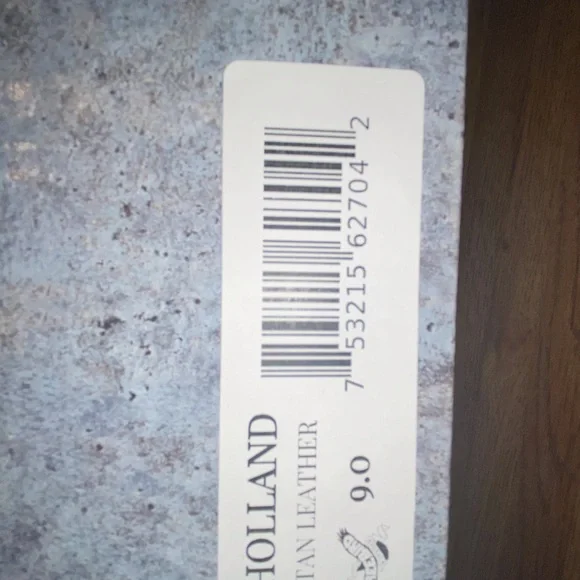 7 53215 62704 2
HOLLAND
TAN LEATHER
9.0